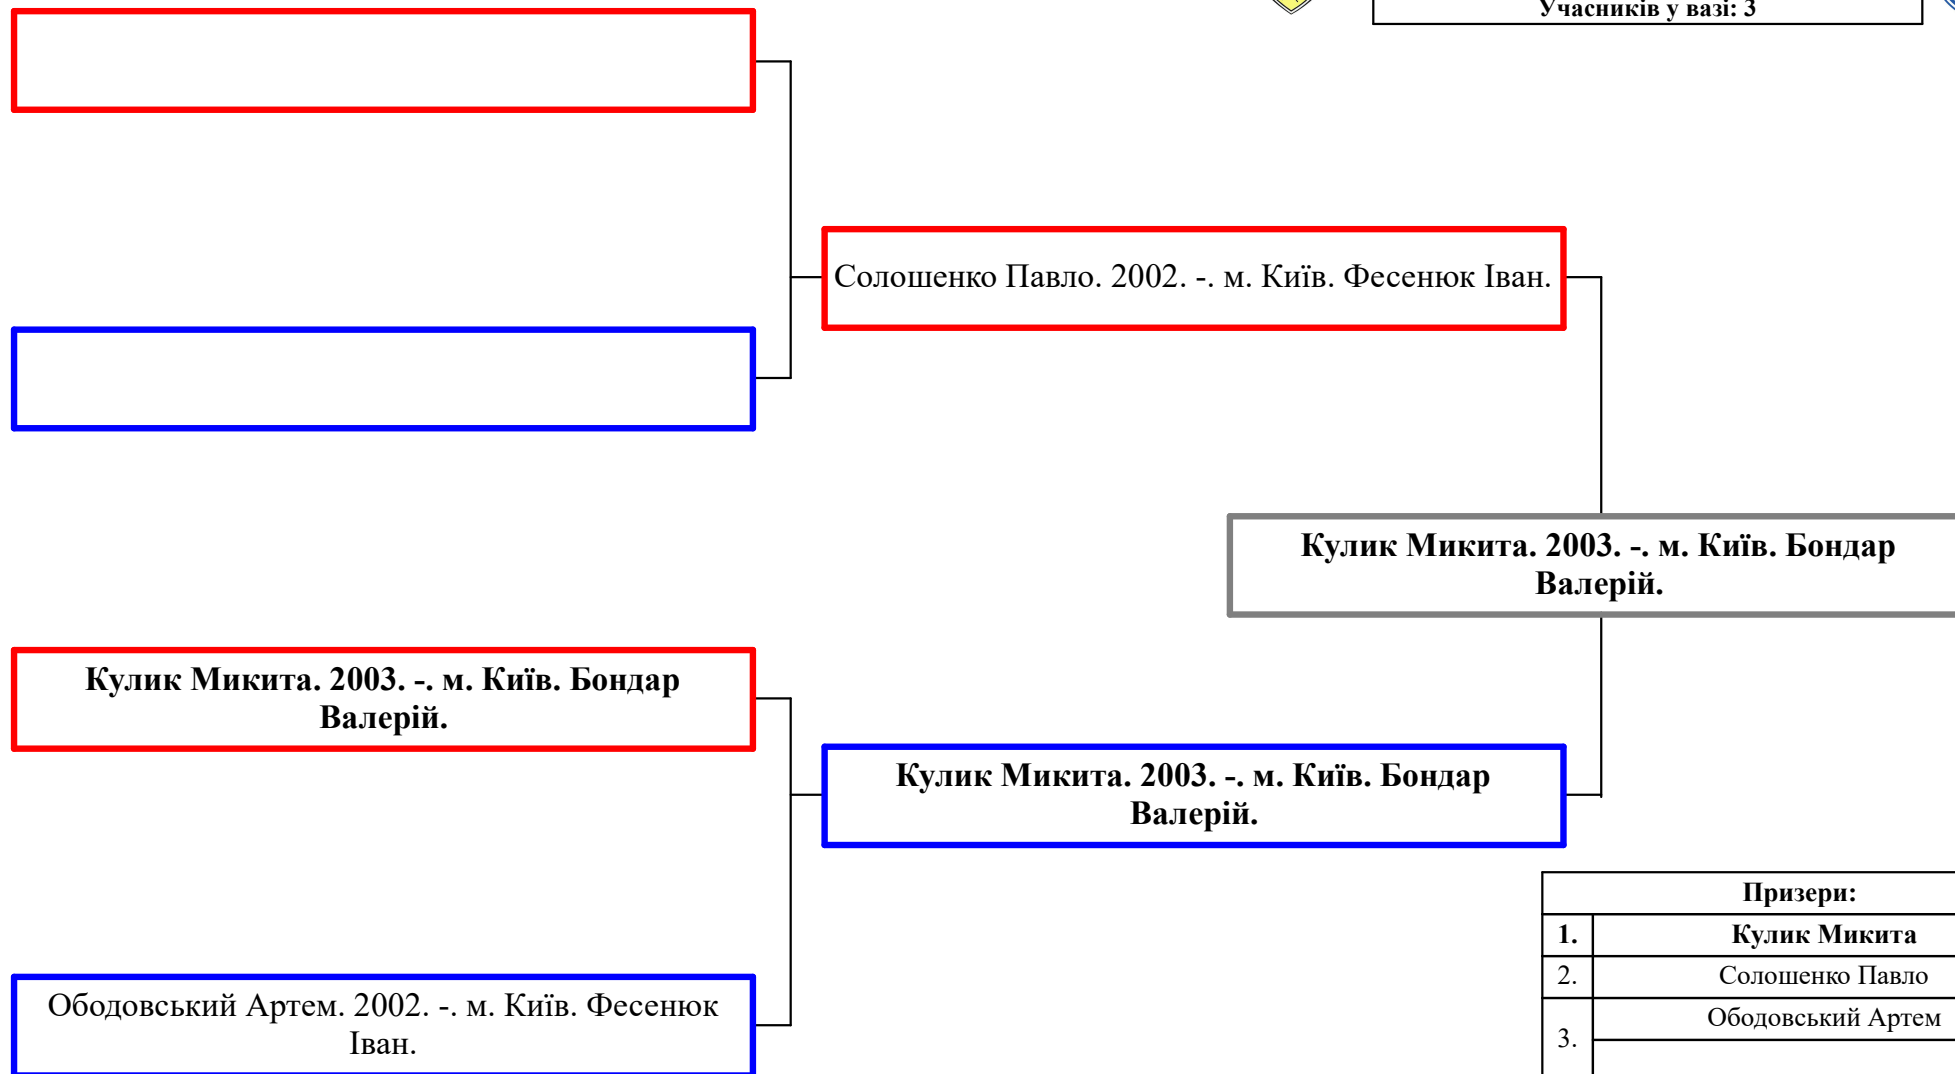 Учасників у вазі: 3
Солошенко Павло. 2002. -. м. Київ. Фесенюк Іван.
Кулик Микита. 2003. -. м. Київ. Бондар
Валерій.
Кулик Микита. 2003. -. м. Київ. Бондар
Валерій.
Кулик Микита. 2003. -. м. Київ. Бондар
Валерій.
Ободовський Артем. 2002. -. м. Київ. Фесенюк
Іван.
Призери:
1. Кулик Микита
2. Солошенко Павло
3. Ободовський Артем